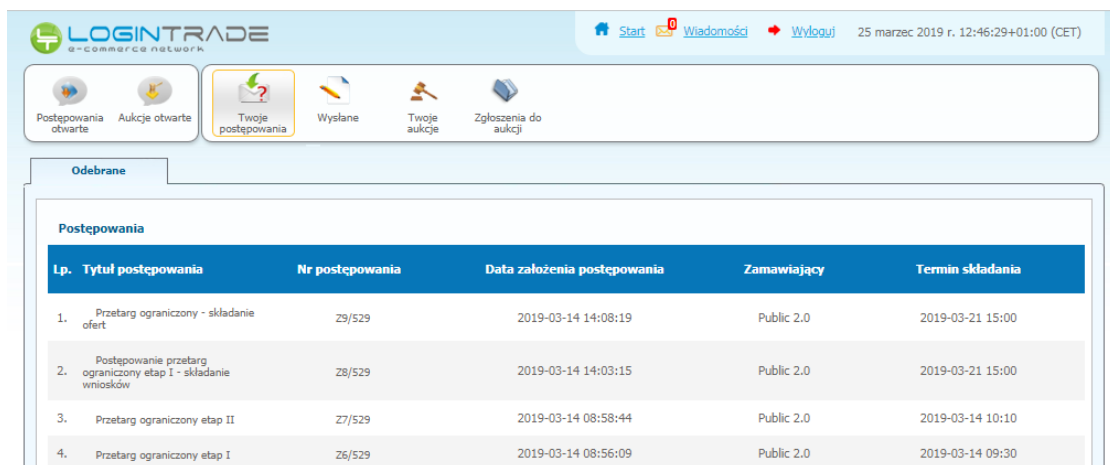 LOGINTRADE
e-commerce network
Start 0 Wiadomości Wyloguj 25 marzec 2019 r. 12:46:29+01:00 (CET)
Postępowania otwarte
Aukcje otwarte
Twoje postępowania
Wysłane
Twoje aukcje
Zgłoszenia do aukcji
Odebrane
Postępowania
Lp. Tytuł postępowania Nr postępowania Data założenia postępowania Zamawiający Termin składania
1. Przetarg ograniczony - składanie ofert Z9/529 2019-03-14 14:08:19 Public 2.0 2019-03-21 15:00
2. Postępowanie przetarg ograniczony etap I - składanie wniosków Z8/529 2019-03-14 14:03:15 Public 2.0 2019-03-21 15:00
3. Przetarg ograniczony etap II Z7/529 2019-03-14 08:58:44 Public 2.0 2019-03-14 10:10
4. Przetarg ograniczony etap I Z6/529 2019-03-14 08:56:09 Public 2.0 2019-03-14 09:30